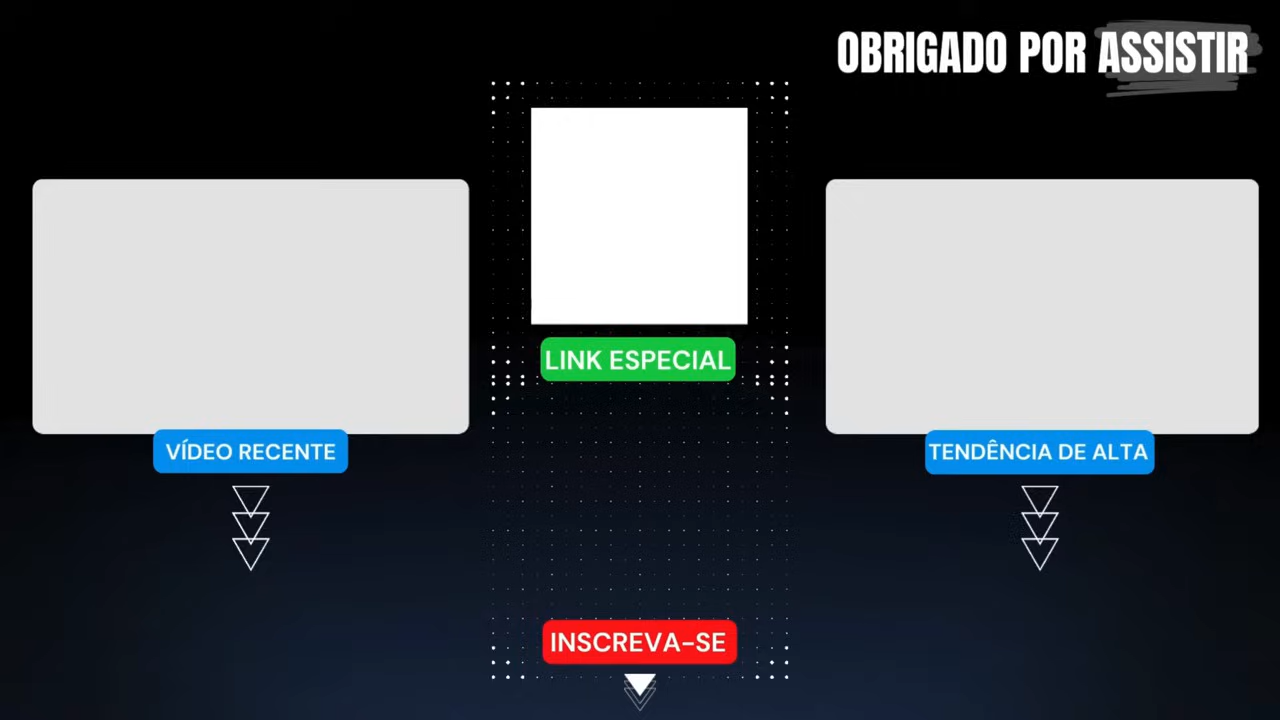 OBRIGADO POR ASSISTIR
LINK ESPECIAL
VÍDEO RECENTE
TENDÊNCIA DE ALTA
INSCREVA-SE